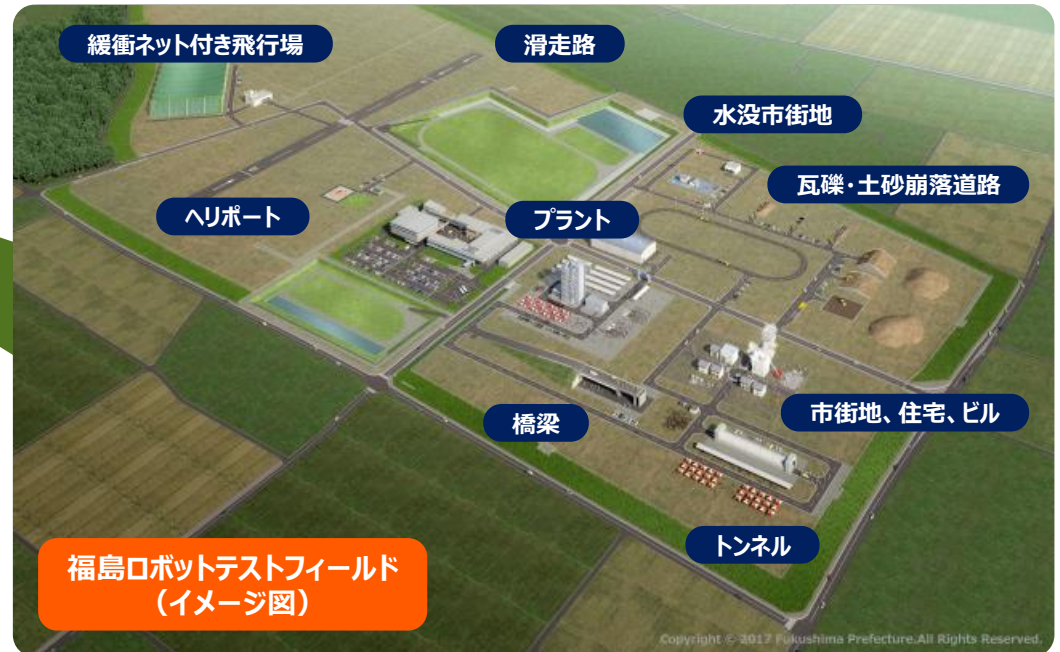 緩衝ネット付き飛行場
滑走路
水没市街地
瓦礫・土砂崩落道路
ヘリポート
プラント
市街地、住宅、ビル
橋梁
トンネル
福島ロボットテストフィールド
（イメージ図）
Copyright © 2017 Fukushima Prefecture.All Rights Reserved.